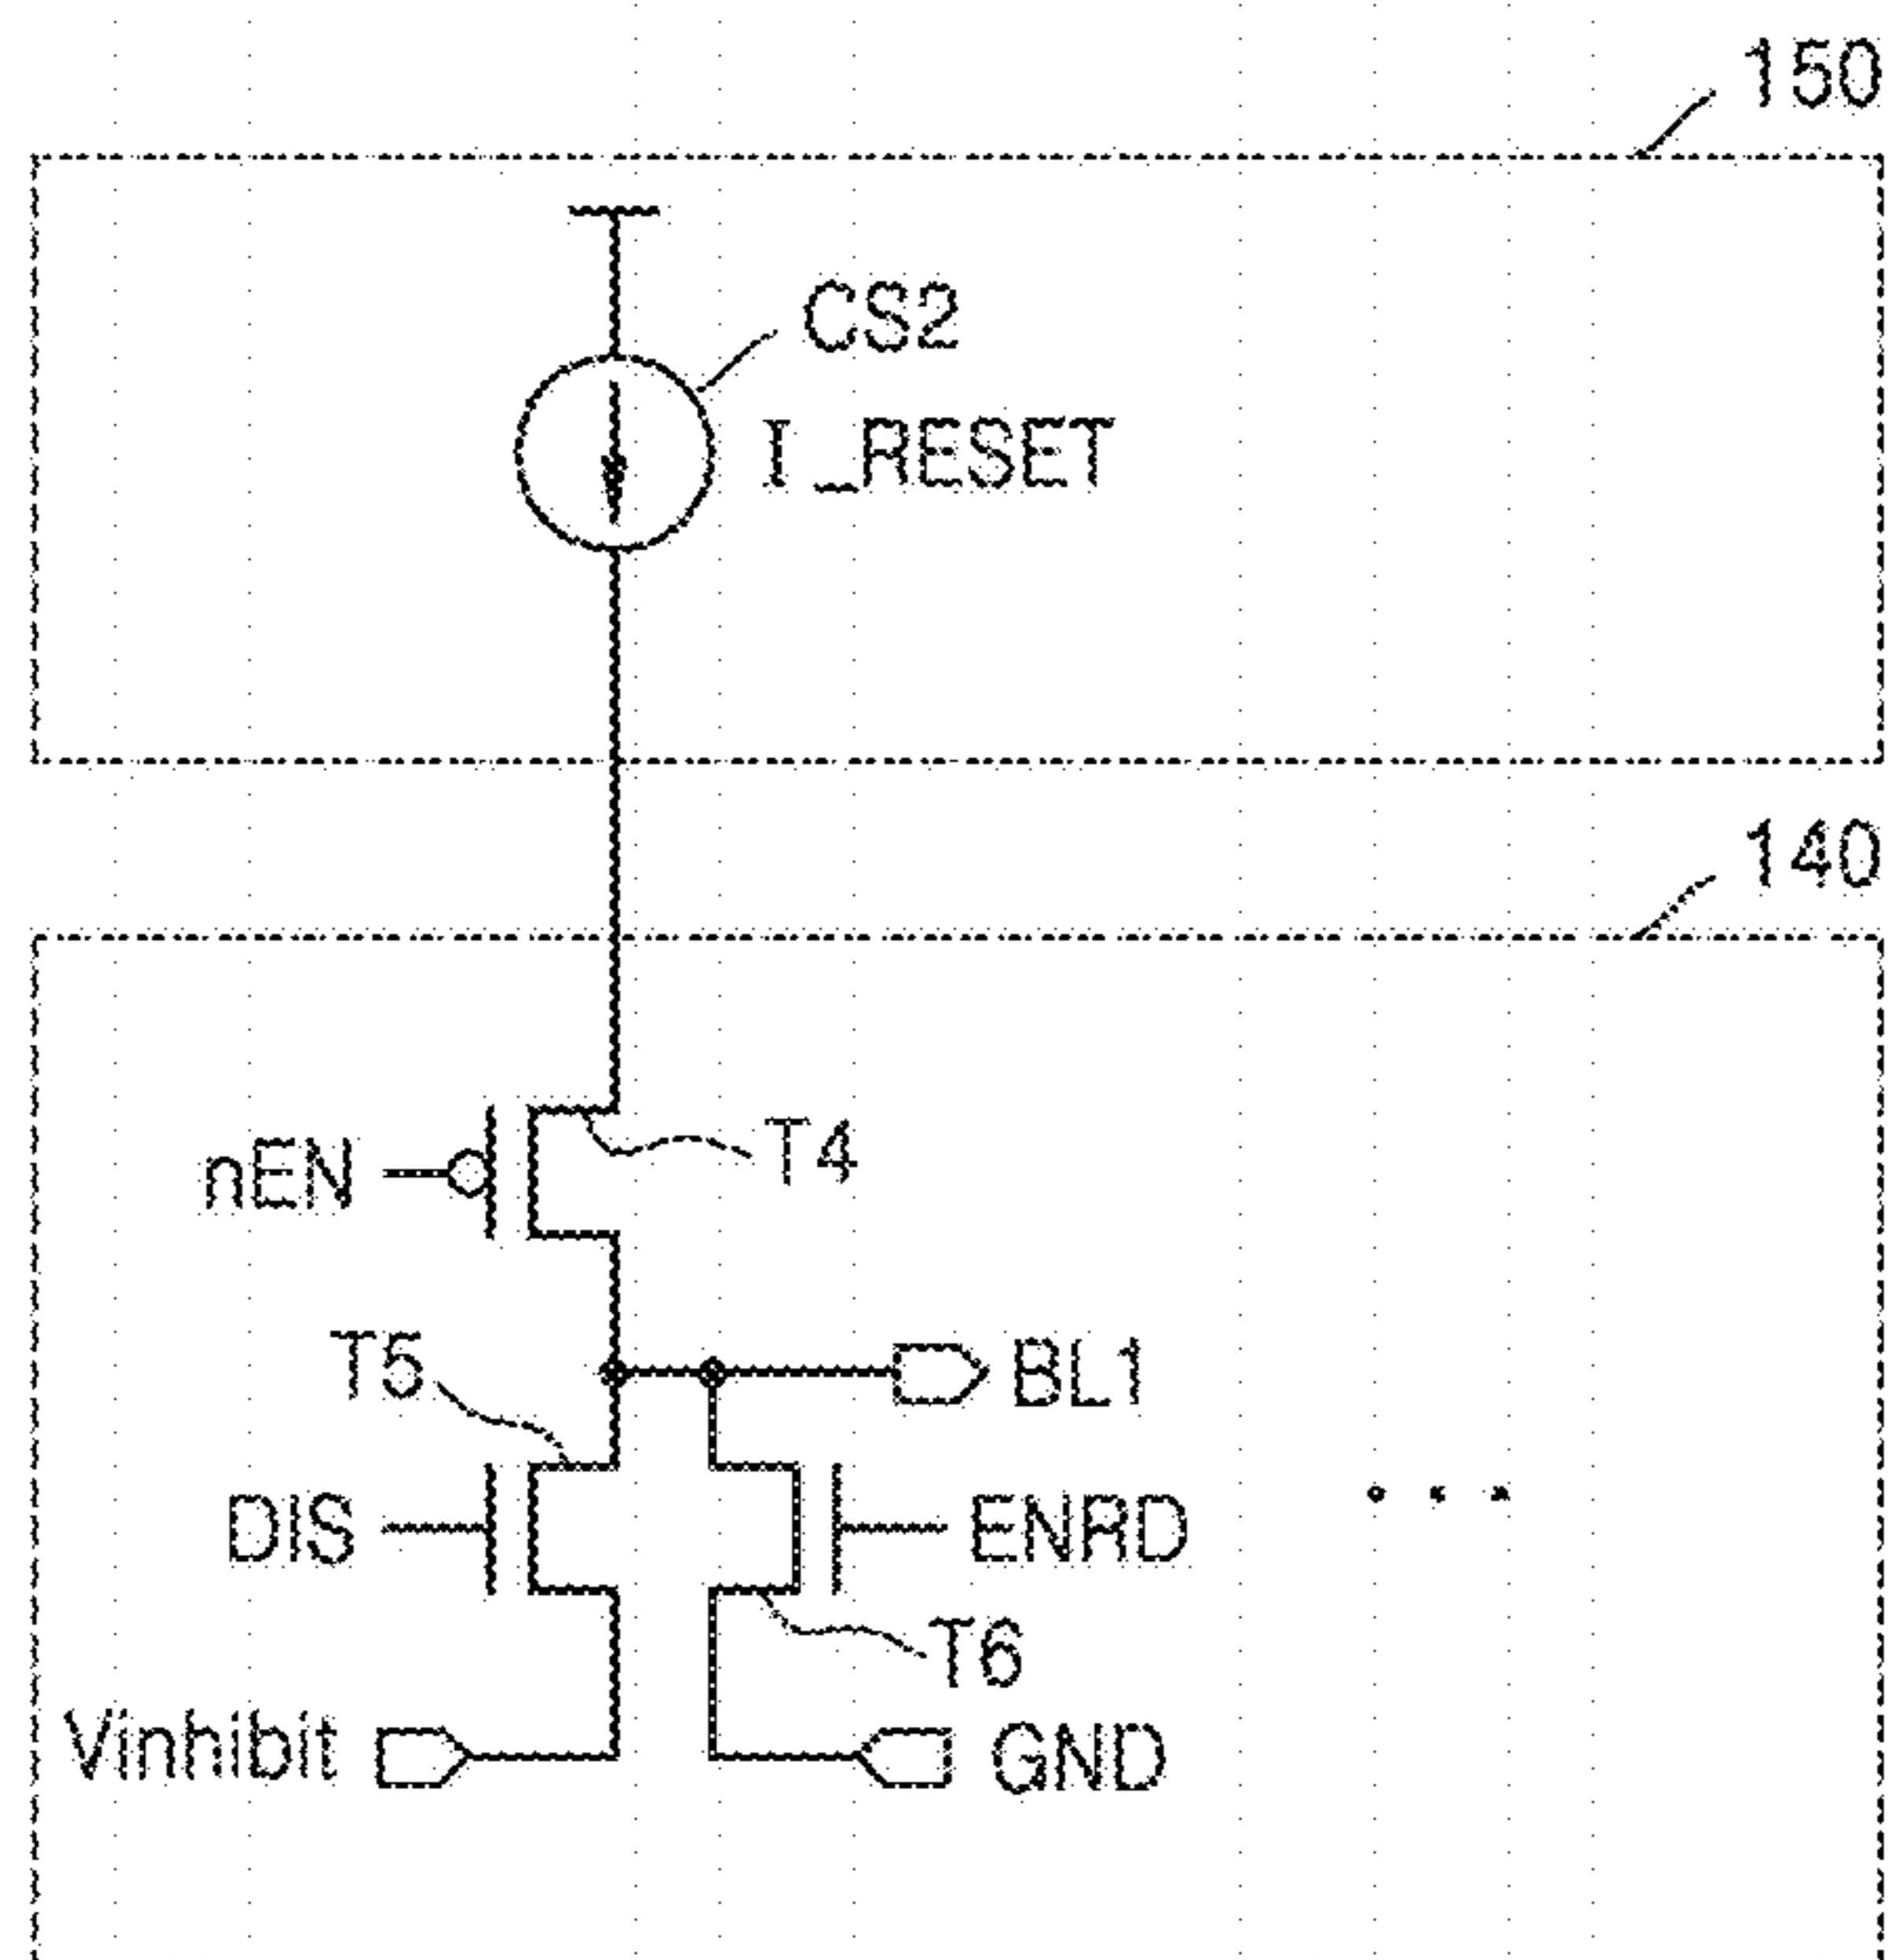 150
CS2
I_RESET
140
nEN
T4
T5
BL1
DIS
ENRD
T6
Vinhibit
GND